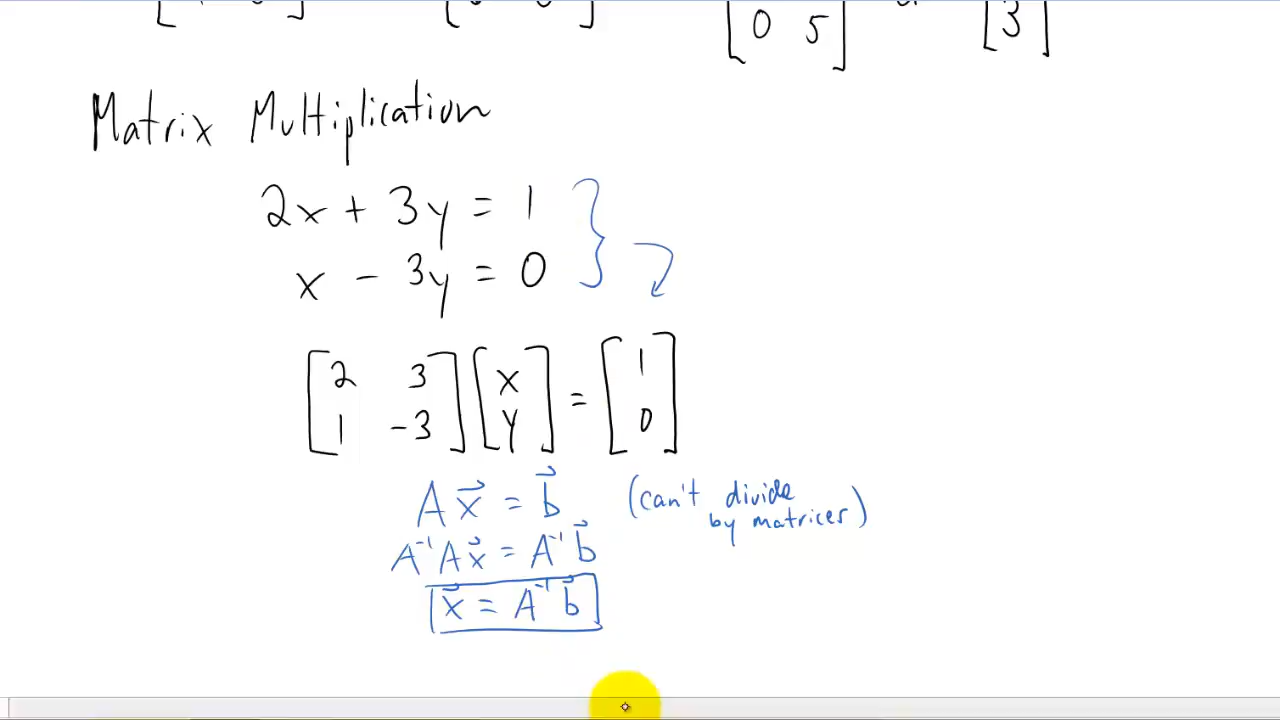 [0 5] [3]
Matrix Multiplication
2x + 3y = 1
x - 3y = 0
[2 3] [x] = [1]
[1 -3] [y] [0]
A x⃗ = b⃗ (can't divide
by matrices)
A⁻¹A x⃗ = A⁻¹ b⃗
x⃗ = A⁻¹ b⃗